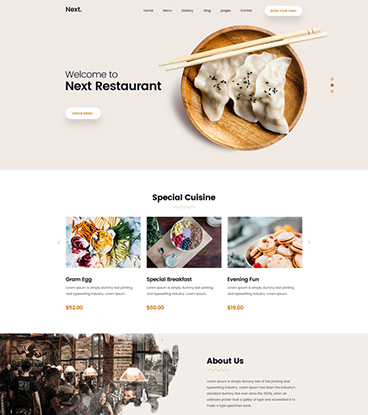 Next.
Home Menu Gallery Blog pages Contat
BOOK YOUR TABLE
Welcome to
Next Restaurant
CHECK MENU
Special Cuisine
Gram Egg
Lorem Ipsum is simply dummy text printing
and typesetting industry. Lorem Ipsum.
$52.00
Special Breakfast
Lorem Ipsum is simply dummy text printing
and typesetting industry. Lorem Ipsum.
$60.00
Evening Fun
Lorem Ipsum is simply dummy text printing
and typesetting industry. Lorem Ipsum.
$19.00
About Us
Lorem Ipsum is simply dummy text of the printing and
typesetting industry. Lorem Ipsum has been the industry's
standard dummy text ever since the 1500s, when an
unknown printer took a galley of type and scrambled it to
make a type specimen book.